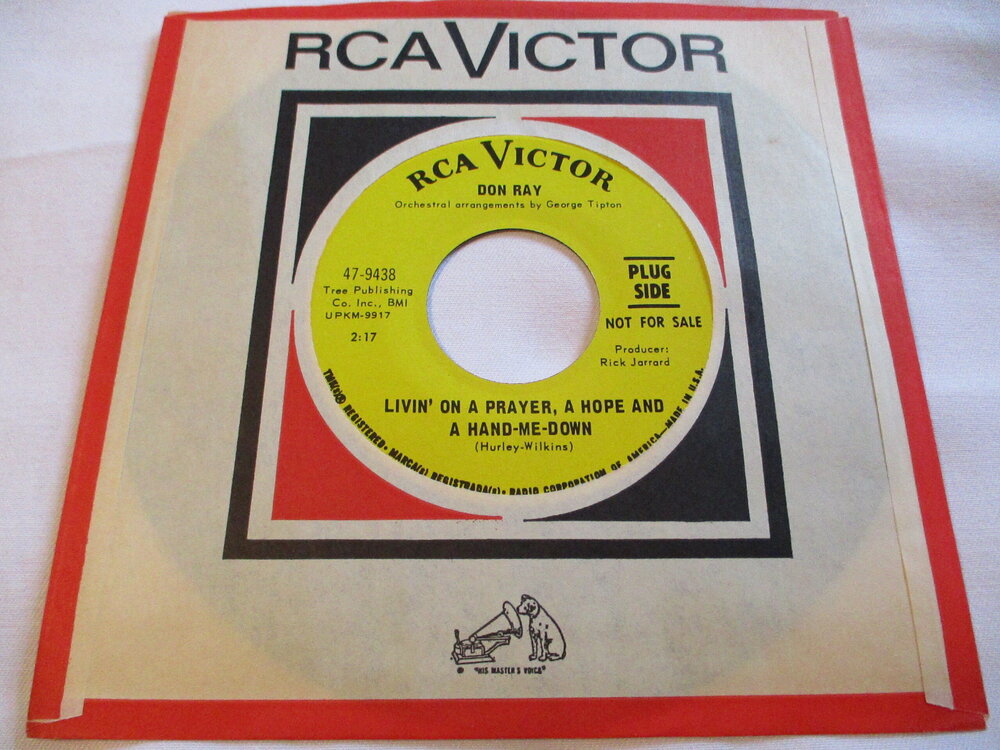 RCA VICTOR
RCA VICTOR
DON RAY
Orchestral arrangements by George Tipton
47-9438
Tree Publishing
Co. Inc., BMI
UPKM-9917
2:17
PLUG
SIDE
NOT FOR SALE
Producer:
Rick Jarrard
LIVIN' ON A PRAYER, A HOPE AND
A HAND-ME-DOWN
(Hurley-Wilkins)
TMK(s) ® REGISTERED • MARCA(s) REGISTRADA(s) • RADIO CORPORATION OF AMERICA—MADE IN U.S.A.
® "HIS MASTER'S VOICE"